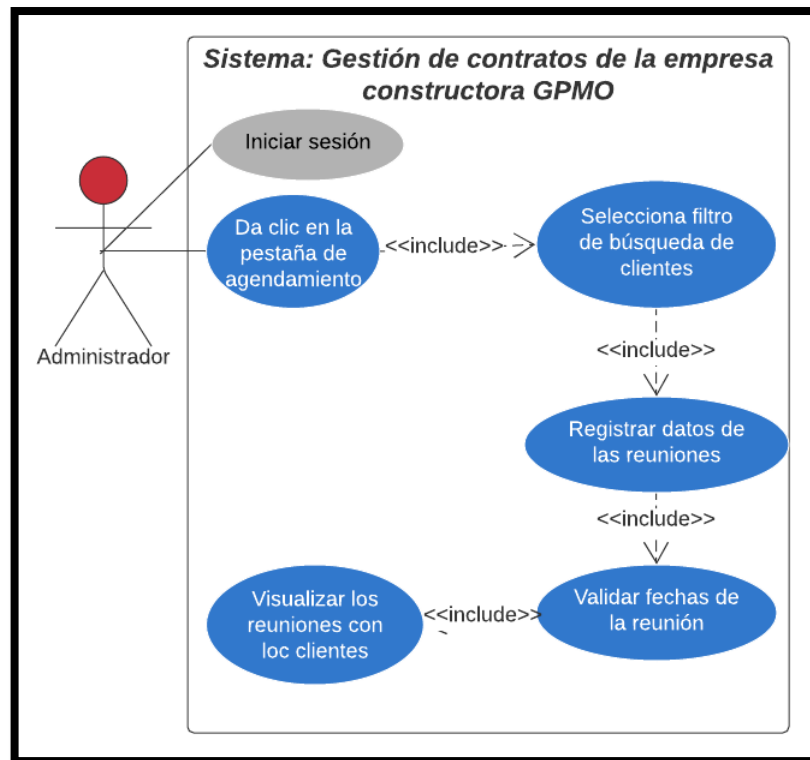 Sistema: Gestión de contratos de la empresa
constructora GPMO
Iniciar sesión
Da clic en la
pestaña de
agendamiento
<<include>>
Selecciona filtro
de búsqueda de
clientes
Administrador
<<include>>
Registrar datos de
las reuniones
<<include>>
Visualizar los
reuniones con
loc clientes
<<include>>
Validar fechas de
la reunión